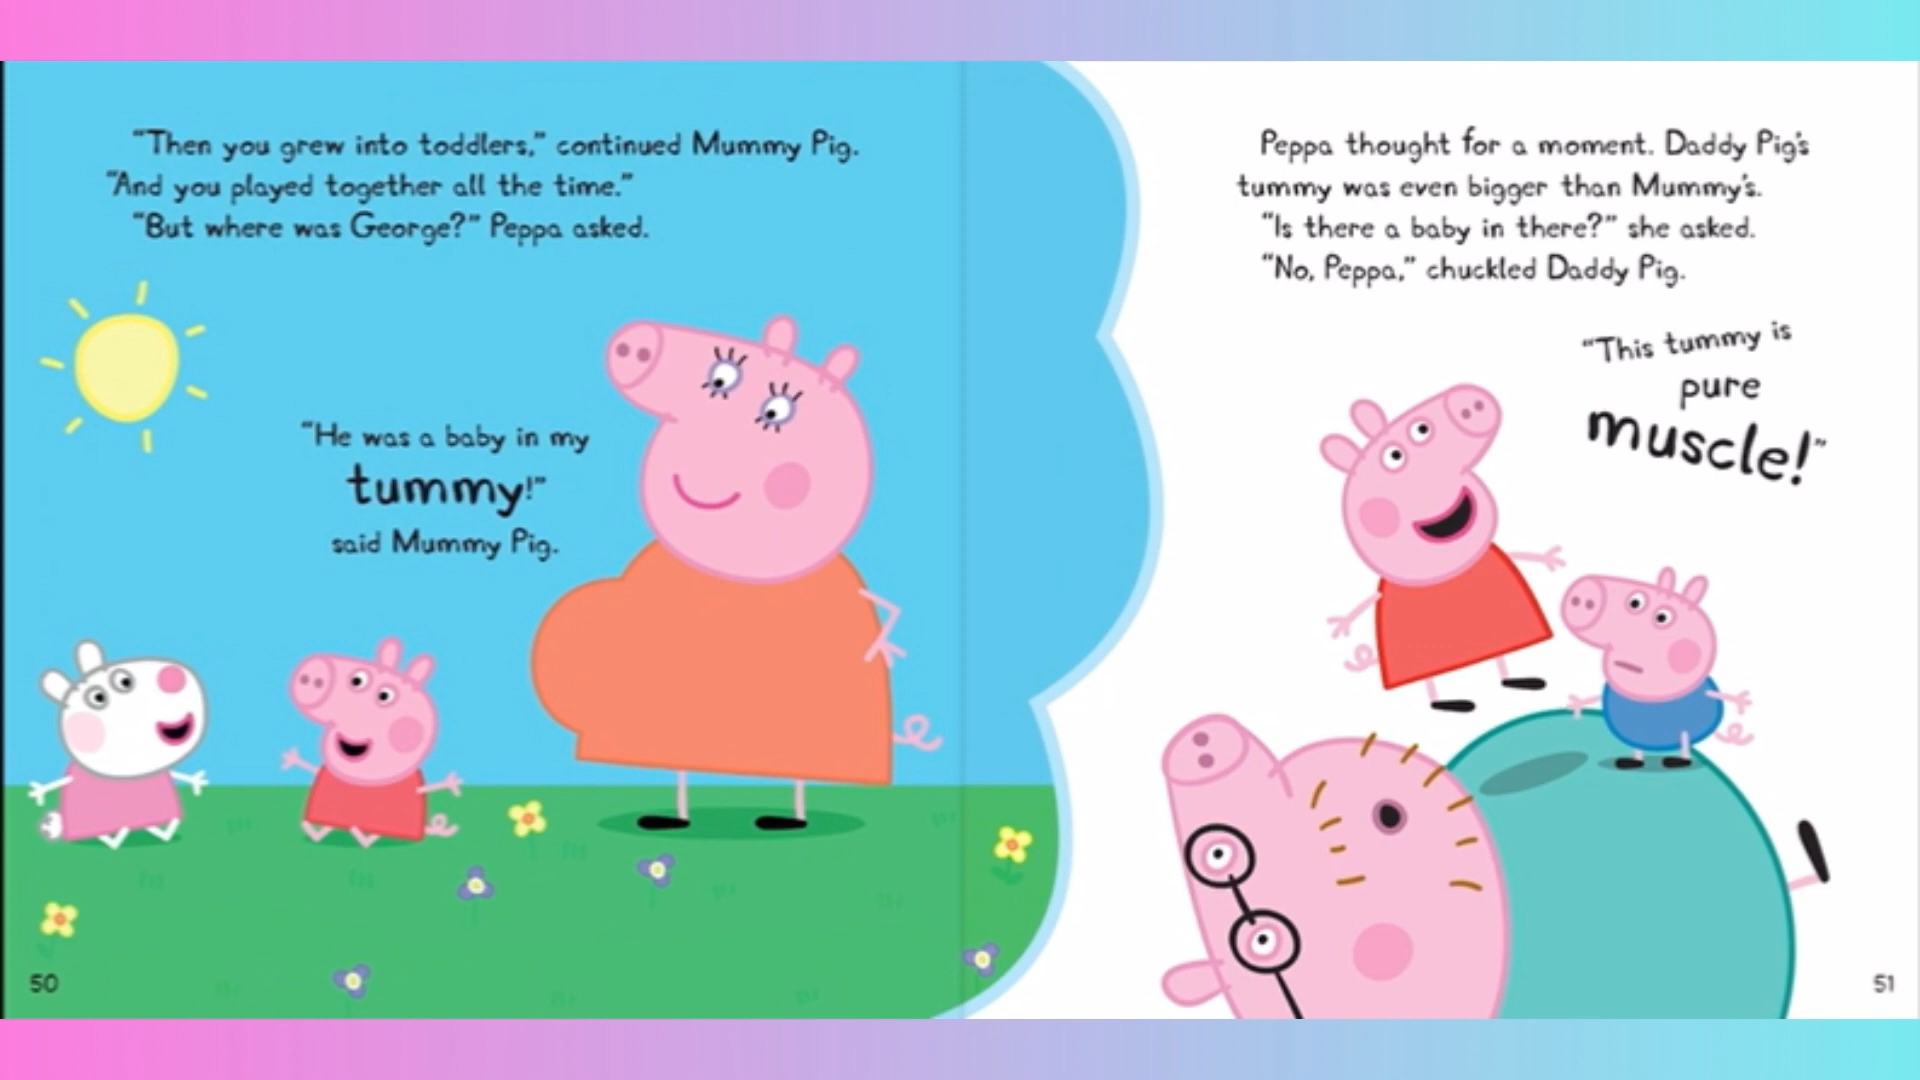 “Then you grew into toddlers,” continued Mummy Pig.
“And you played together all the time.”
“But where was George?” Peppa asked.
“He was a baby in my
tummy!”
said Mummy Pig.
50
Peppa thought for a moment. Daddy Pig’s
tummy was even bigger than Mummy’s.
“Is there a baby in there?” she asked.
“No, Peppa,” chuckled Daddy Pig.
“This tummy is
pure
muscle!”
51